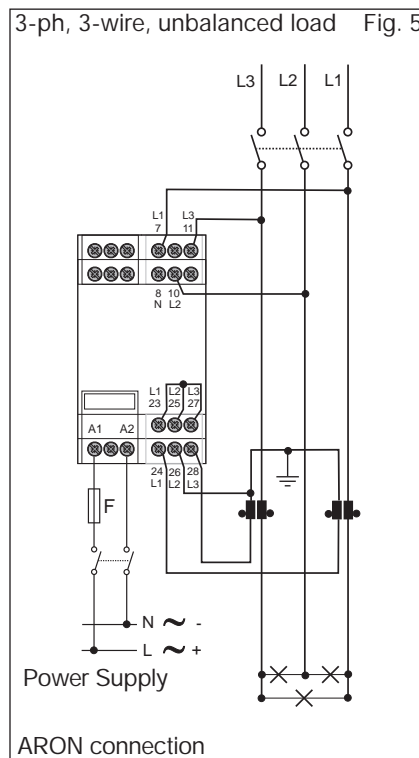 3-ph, 3-wire, unbalanced load Fig. 5
L3 L2 L1
L1 L3
7 11
8 10
N L2
L1 L2 L3
23 25 27
A1 A2
24 26 28
L1 L2 L3
F
N ~ -
L ~ +
Power Supply
ARON connection